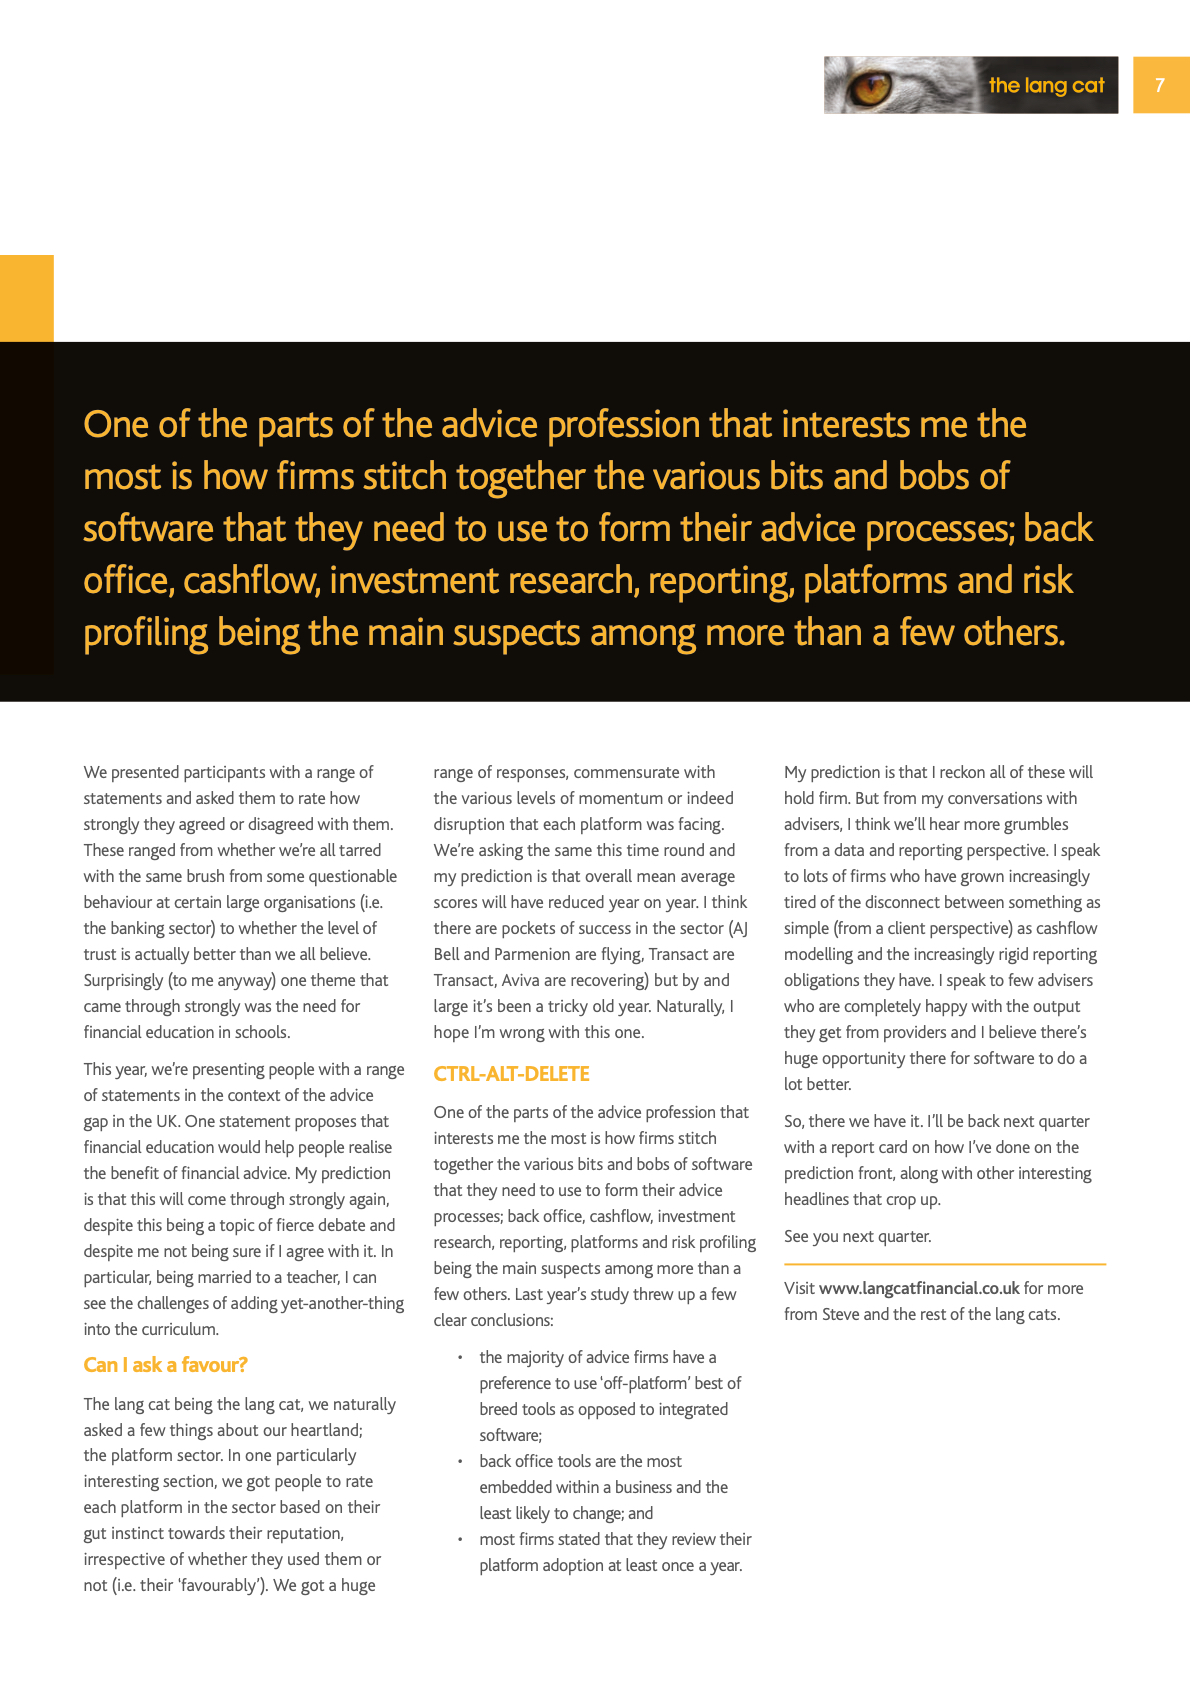 the lang cat
7
One of the parts of the advice profession that interests me the
most is how firms stitch together the various bits and bobs of
software that they need to use to form their advice processes; back
office, cashflow, investment research, reporting, platforms and risk
profiling being the main suspects among more than a few others.
We presented participants with a range of
statements and asked them to rate how
strongly they agreed or disagreed with them.
These ranged from whether we’re all tarred
with the same brush from some questionable
behaviour at certain large organisations (i.e.
the banking sector) to whether the level of
trust is actually better than we all believe.
Surprisingly (to me anyway) one theme that
came through strongly was the need for
financial education in schools.
This year, we’re presenting people with a range
of statements in the context of the advice
gap in the UK. One statement proposes that
financial education would help people realise
the benefit of financial advice. My prediction
is that this will come through strongly again,
despite this being a topic of fierce debate and
despite me not being sure if I agree with it. In
particular, being married to a teacher, I can
see the challenges of adding yet-another-thing
into the curriculum.
Can I ask a favour?
The lang cat being the lang cat, we naturally
asked a few things about our heartland;
the platform sector. In one particularly
interesting section, we got people to rate
each platform in the sector based on their
gut instinct towards their reputation,
irrespective of whether they used them or
not (i.e. their ‘favourably’). We got a huge
range of responses, commensurate with
the various levels of momentum or indeed
disruption that each platform was facing.
We’re asking the same this time round and
my prediction is that overall mean average
scores will have reduced year on year. I think
there are pockets of success in the sector (AJ
Bell and Parmenion are flying, Transact are
Transact, Aviva are recovering) but by and
large it’s been a tricky old year. Naturally, I
hope I’m wrong with this one.
CTRL-ALT-DELETE
One of the parts of the advice profession that
interests me the most is how firms stitch
together the various bits and bobs of software
that they need to use to form their advice
processes; back office, cashflow, investment
research, reporting, platforms and risk profiling
being the main suspects among more than a
few others. Last year’s study threw up a few
clear conclusions:
• the majority of advice firms have a
preference to use ‘off-platform’ best of
breed tools as opposed to integrated
software;
• back office tools are the most
embedded within a business and the
least likely to change; and
• most firms stated that they review their
platform adoption at least once a year.
My prediction is that I reckon all of these will
hold firm. But from my conversations with
advisers, I think we’ll hear more grumbles
from a data and reporting perspective. I speak
to lots of firms who have grown increasingly
tired of the disconnect between something as
simple (from a client perspective) as cashflow
modelling and the increasingly rigid reporting
obligations they have. I speak to few advisers
who are completely happy with the output
they get from providers and I believe there’s
huge opportunity there for software to do a
lot better.
So, there we have it. I’ll be back next quarter
with a report card on how I’ve done on the
prediction front, along with other interesting
headlines that crop up.
See you next quarter.
Visit www.langcatfinancial.co.uk for more
from Steve and the rest of the lang cats.